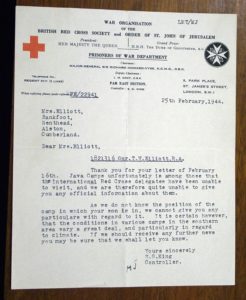 WAR ORGANISATION
OF THE
BRITISH RED CROSS SOCIETY and ORDER OF ST. JOHN OF JERUSALEM
President:
HER MAJESTY THE QUEEN
Grand Prior:
H.R.H. THE DUKE OF GLOUCESTER, K.G.
PRISONERS OF WAR DEPARTMENT
Chairman:
FAR EAST SECTION
5, PARK PLACE,
ST. JAMES'S STREET,
LONDON, S.W.1
FE/22941
25th February, 1944.
Mrs. Elliott,
Bankfoot,
Nenthead,
Alston,
Cumberland.
Dear Mrs. Elliott,
Gnr. T.W. Elliott. R.A.
Thank you for your letter of February
16th. Java Camps unfortunately is among those that
the International Red Cross delegates have been unable
to visit, and we are therefore quite unable to give
you any official information about them.
As we do not know the position of the
camp in which your son is in, we cannot give you any
particulars with regard to it. It is certain however,
that the conditions in various camps in the southern
area vary a great deal, and particularly in regard
to climate. If we should receive any further news
you may be sure that we shall let you know.
Yours sincerely
S.G. King
Controller.